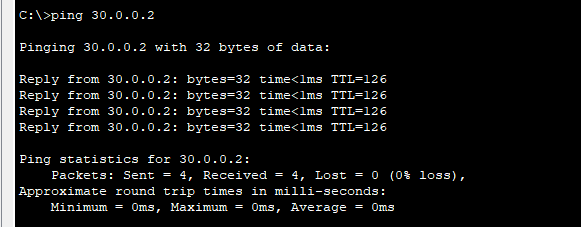 C:\>ping 30.0.0.2
Pinging 30.0.0.2 with 32 bytes of data:
Reply from 30.0.0.2: bytes=32 time<1ms TTL=126
Reply from 30.0.0.2: bytes=32 time<1ms TTL=126
Reply from 30.0.0.2: bytes=32 time<1ms TTL=126
Reply from 30.0.0.2: bytes=32 time<1ms TTL=126
Ping statistics for 30.0.0.2:
    Packets: Sent = 4, Received = 4, Lost = 0 (0% loss),
Approximate round trip times in milli-seconds:
    Minimum = 0ms, Maximum = 0ms, Average = 0ms